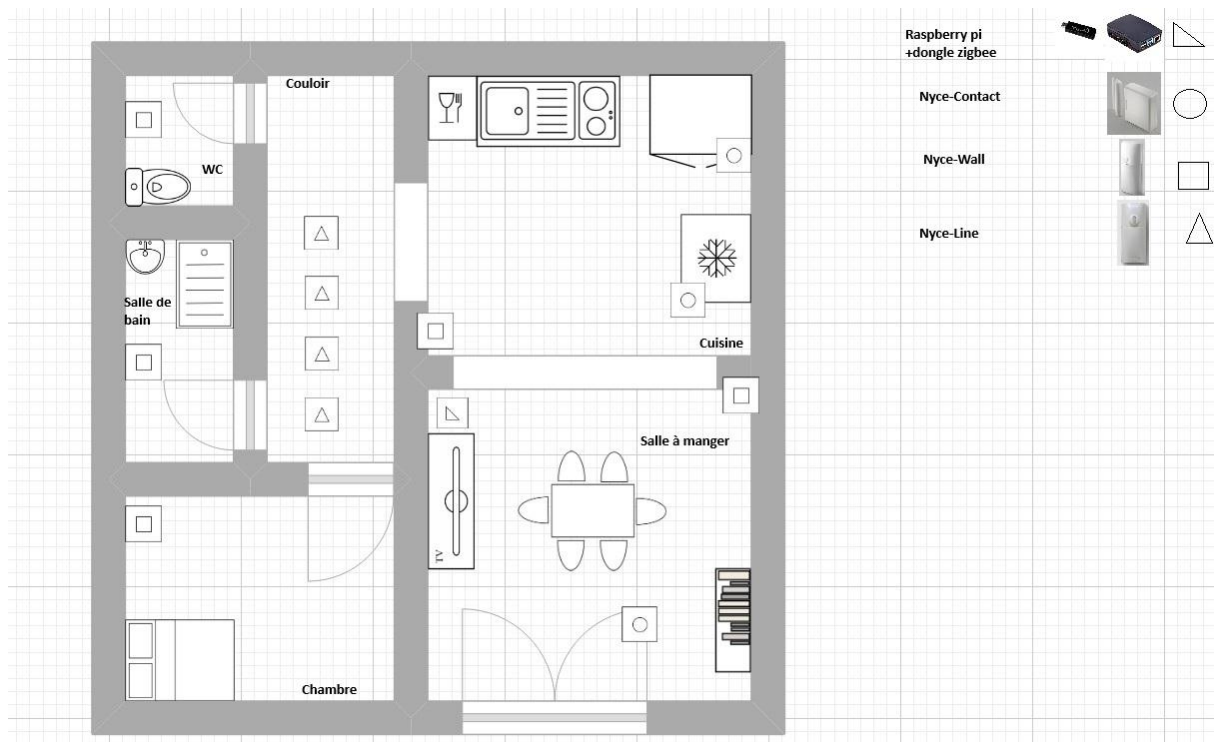 Raspberry pi
+dongle zigbee
Nyce-Contact
Nyce-Wall
Nyce-Line
Couloir
WC
Salle de
bain
Cuisine
Salle à manger
TV
Chambre